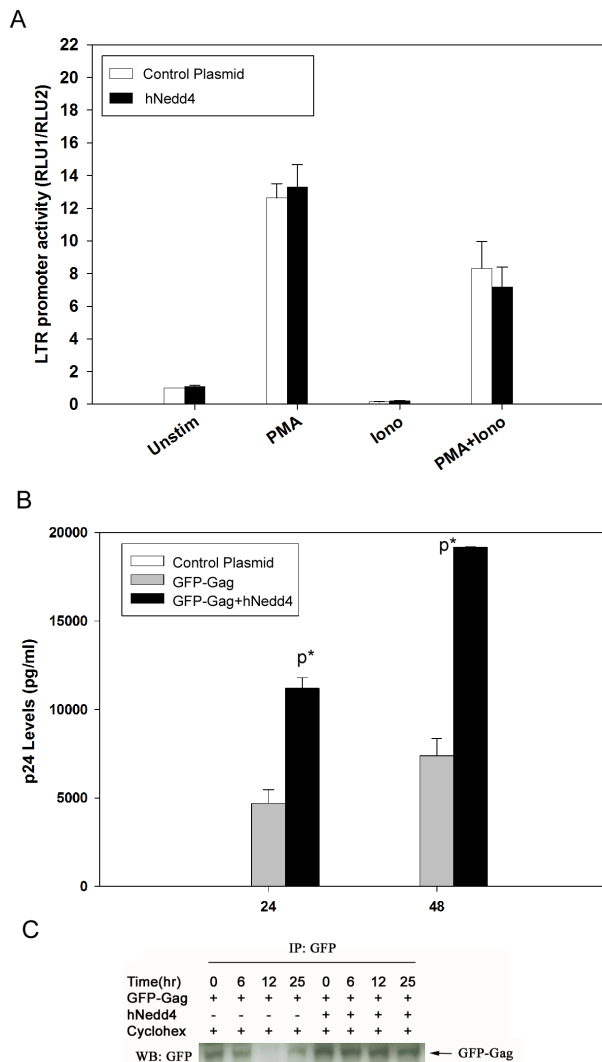 A
LTR promoter activity (RLU1/RLU2)
22
20
18
16
14
12
10
8
6
4
2
0
Control Plasmid
hNedd4
Unstim PMA Iono PMA+Iono
B
p24 Levels (pg/ml)
20000
15000
10000
5000
0
Control Plasmid
GFP-Gag
GFP-Gag+hNedd4
p* p*
24 48
C
IP: GFP
Time(hr) 0 6 12 25 0 6 12 25
GFP-Gag + + + + + + + +
hNedd4 - - - - + + + +
Cyclohex + + + + + + + +
WB: GFP ← GFP-Gag